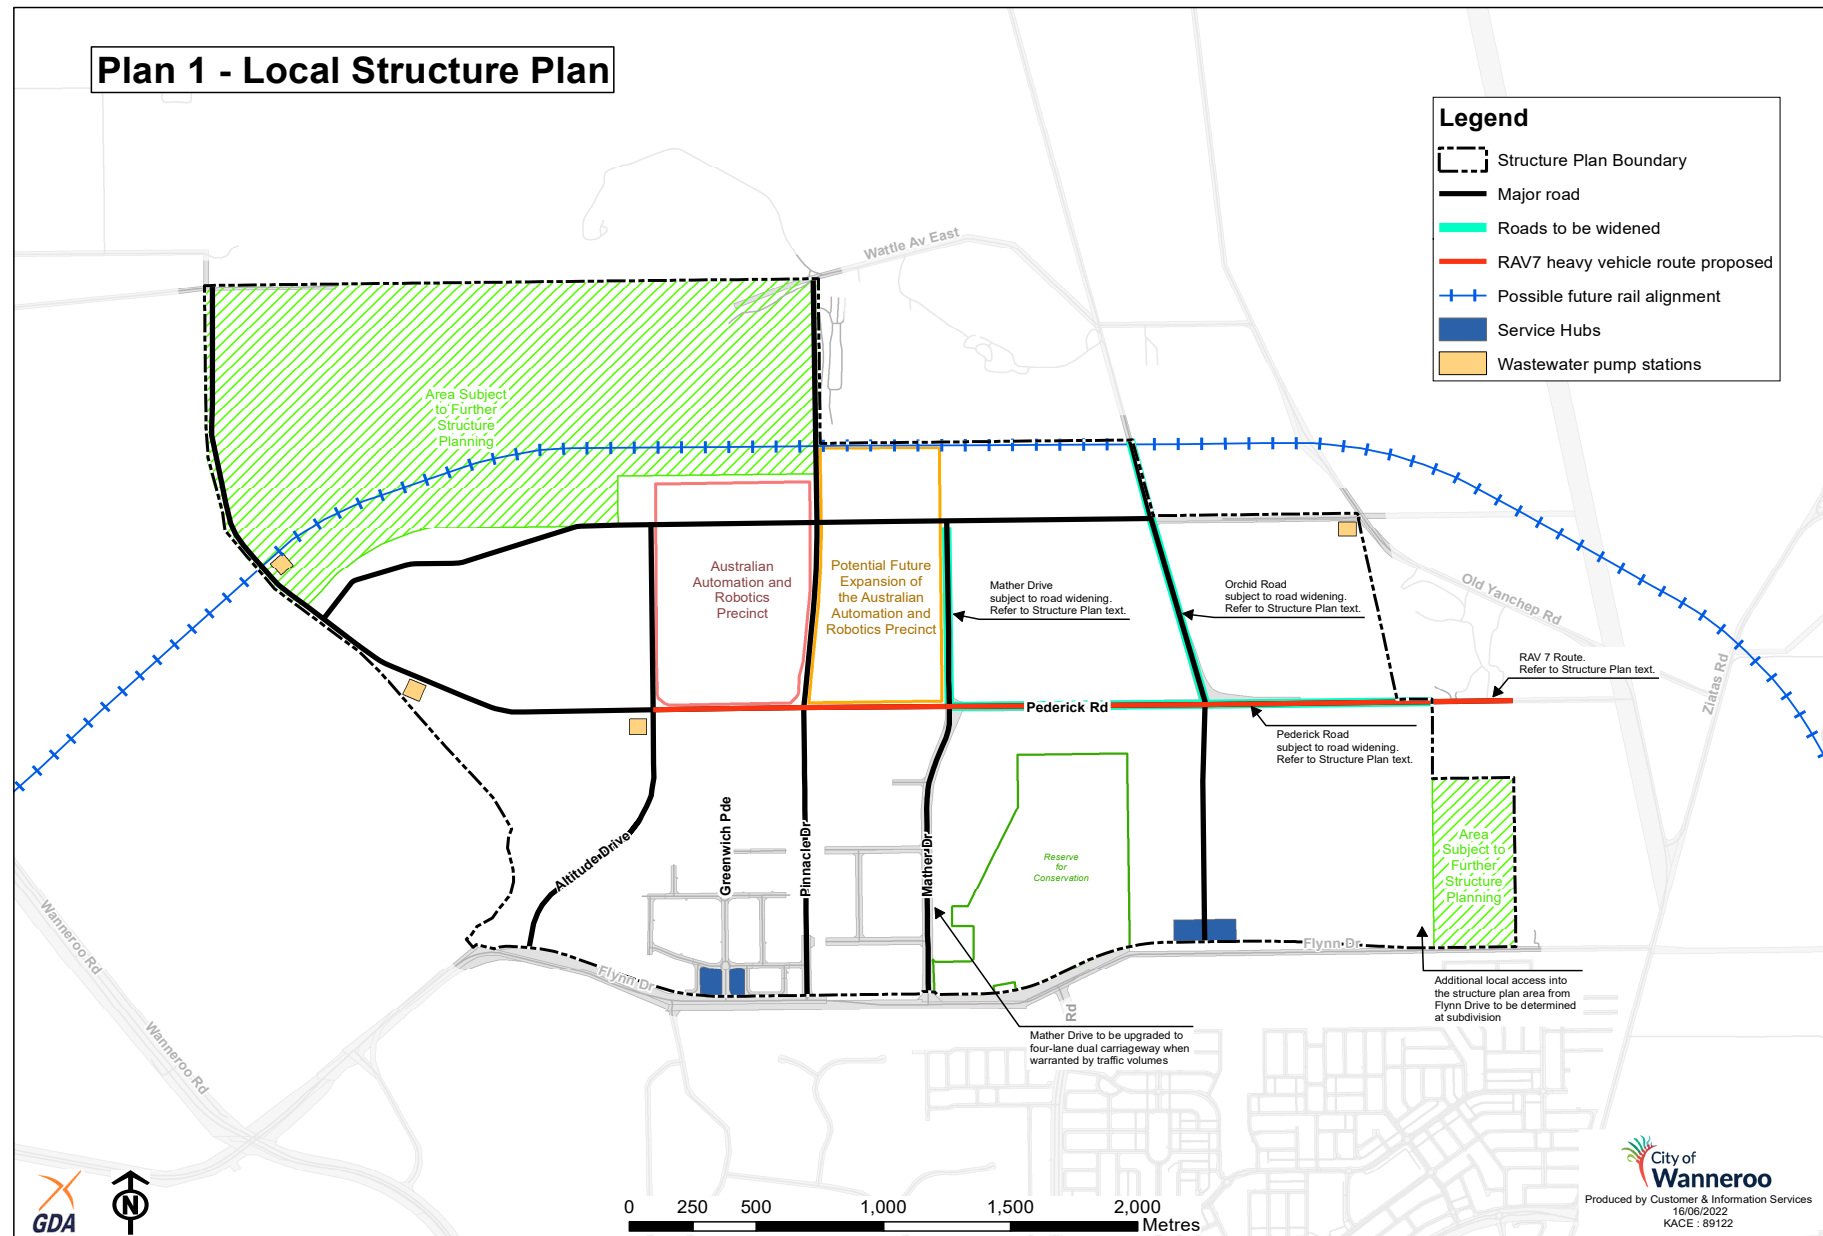 Plan 1 - Local Structure Plan
Legend
Structure Plan Boundary
Major road
Roads to be widened
RAV7 heavy vehicle route proposed
Possible future rail alignment
Service Hubs
Wastewater pump stations
Wattle Av East
Area Subject
to Further
Structure
Planning
Australian
Automation and
Robotics
Precinct
Potential Future
Expansion of
the Australian
Automation and
Robotics Precinct
Mather Drive
subject to road widening.
Refer to Structure Plan text.
Orchid Road
subject to road widening.
Refer to Structure Plan text.
Old Yanchep Rd
RAV 7 Route.
Refer to Structure Plan text.
Ziatas Rd
Pederick Rd
Pederick Road
subject to road widening.
Refer to Structure Plan text.
Altitude Drive
Greenwich Pde
Pinnacle Dr
Mather Dr
Reserve
for
Conservation
Area
Subject to
Further
Structure
Planning
Wanneroo Rd
Wanneroo Rd
Flynn Dr
Flynn Dr
Rd
Additional local access into
the structure plan area from
Flynn Drive to be determined
at subdivision
Mather Drive to be upgraded to
four-lane dual carriageway when
warranted by traffic volumes
GDA
N
0 250 500 1,000 1,500 2,000
Metres
City of
Wanneroo
Produced by Customer & Information Services
16/06/2022
KACE : 89122